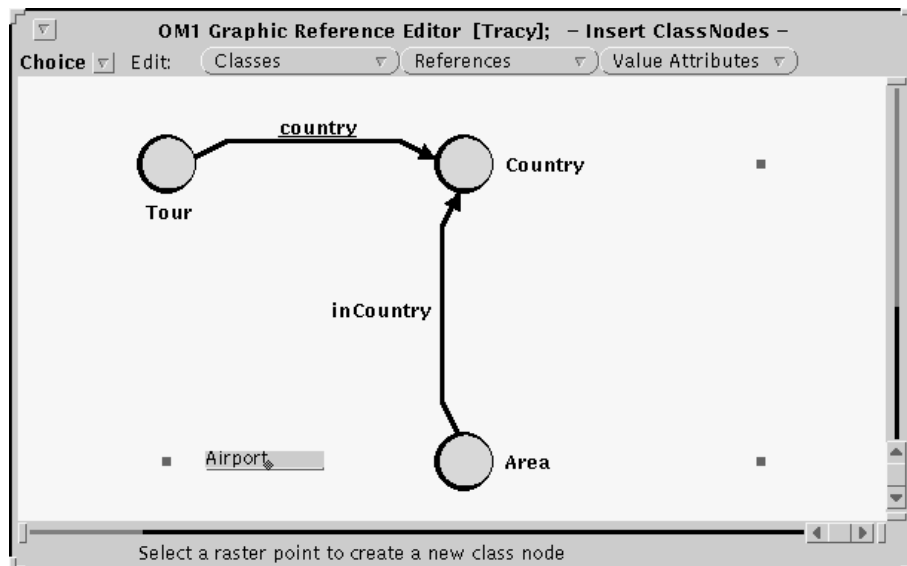 OM1 Graphic Reference Editor [Tracy]; – Insert ClassNodes –
Choice Edit: Classes References Value Attributes
country
Country
Tour
inCountry
Airport
Area
Select a raster point to create a new class node